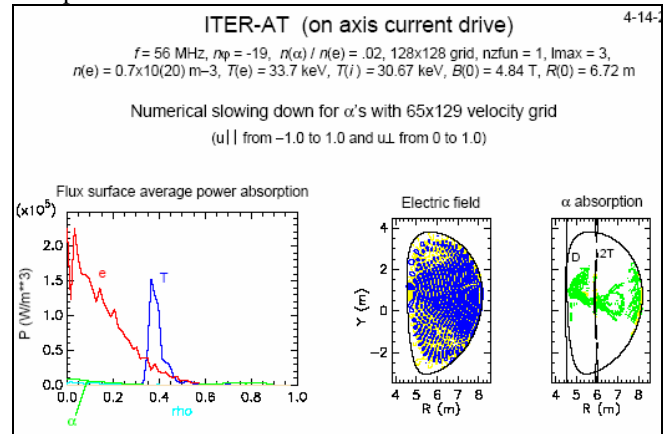 ITER-AT (on axis current drive)
4-14-2
f = 56 MHz, nφ = -19, n(α) / n(e) = .02, 128x128 grid, nzfun = 1, lmax = 3,
n(e) = 0.7x10(20) m–3, T(e) = 33.7 keV, T(i) = 30.67 keV, B(0) = 4.84 T, R(0) = 6.72 m
Numerical slowing down for α's with 65x129 velocity grid
(u|| from –1.0 to 1.0 and u⊥ from 0 to 1.0)
Flux surface average power absorption
(x10⁵)
P (W/m**3)
2.0
1.5
1.0
0.5
0.0
e
T
α
0.0 0.2 0.4 0.6 0.8 1.0
rho
Electric field
Y (m)
4
2
0
−2
4 5 6 7 8
R (m)
α absorption
4
2
0
−2
D
2T
4 5 6 7 8
R (m)